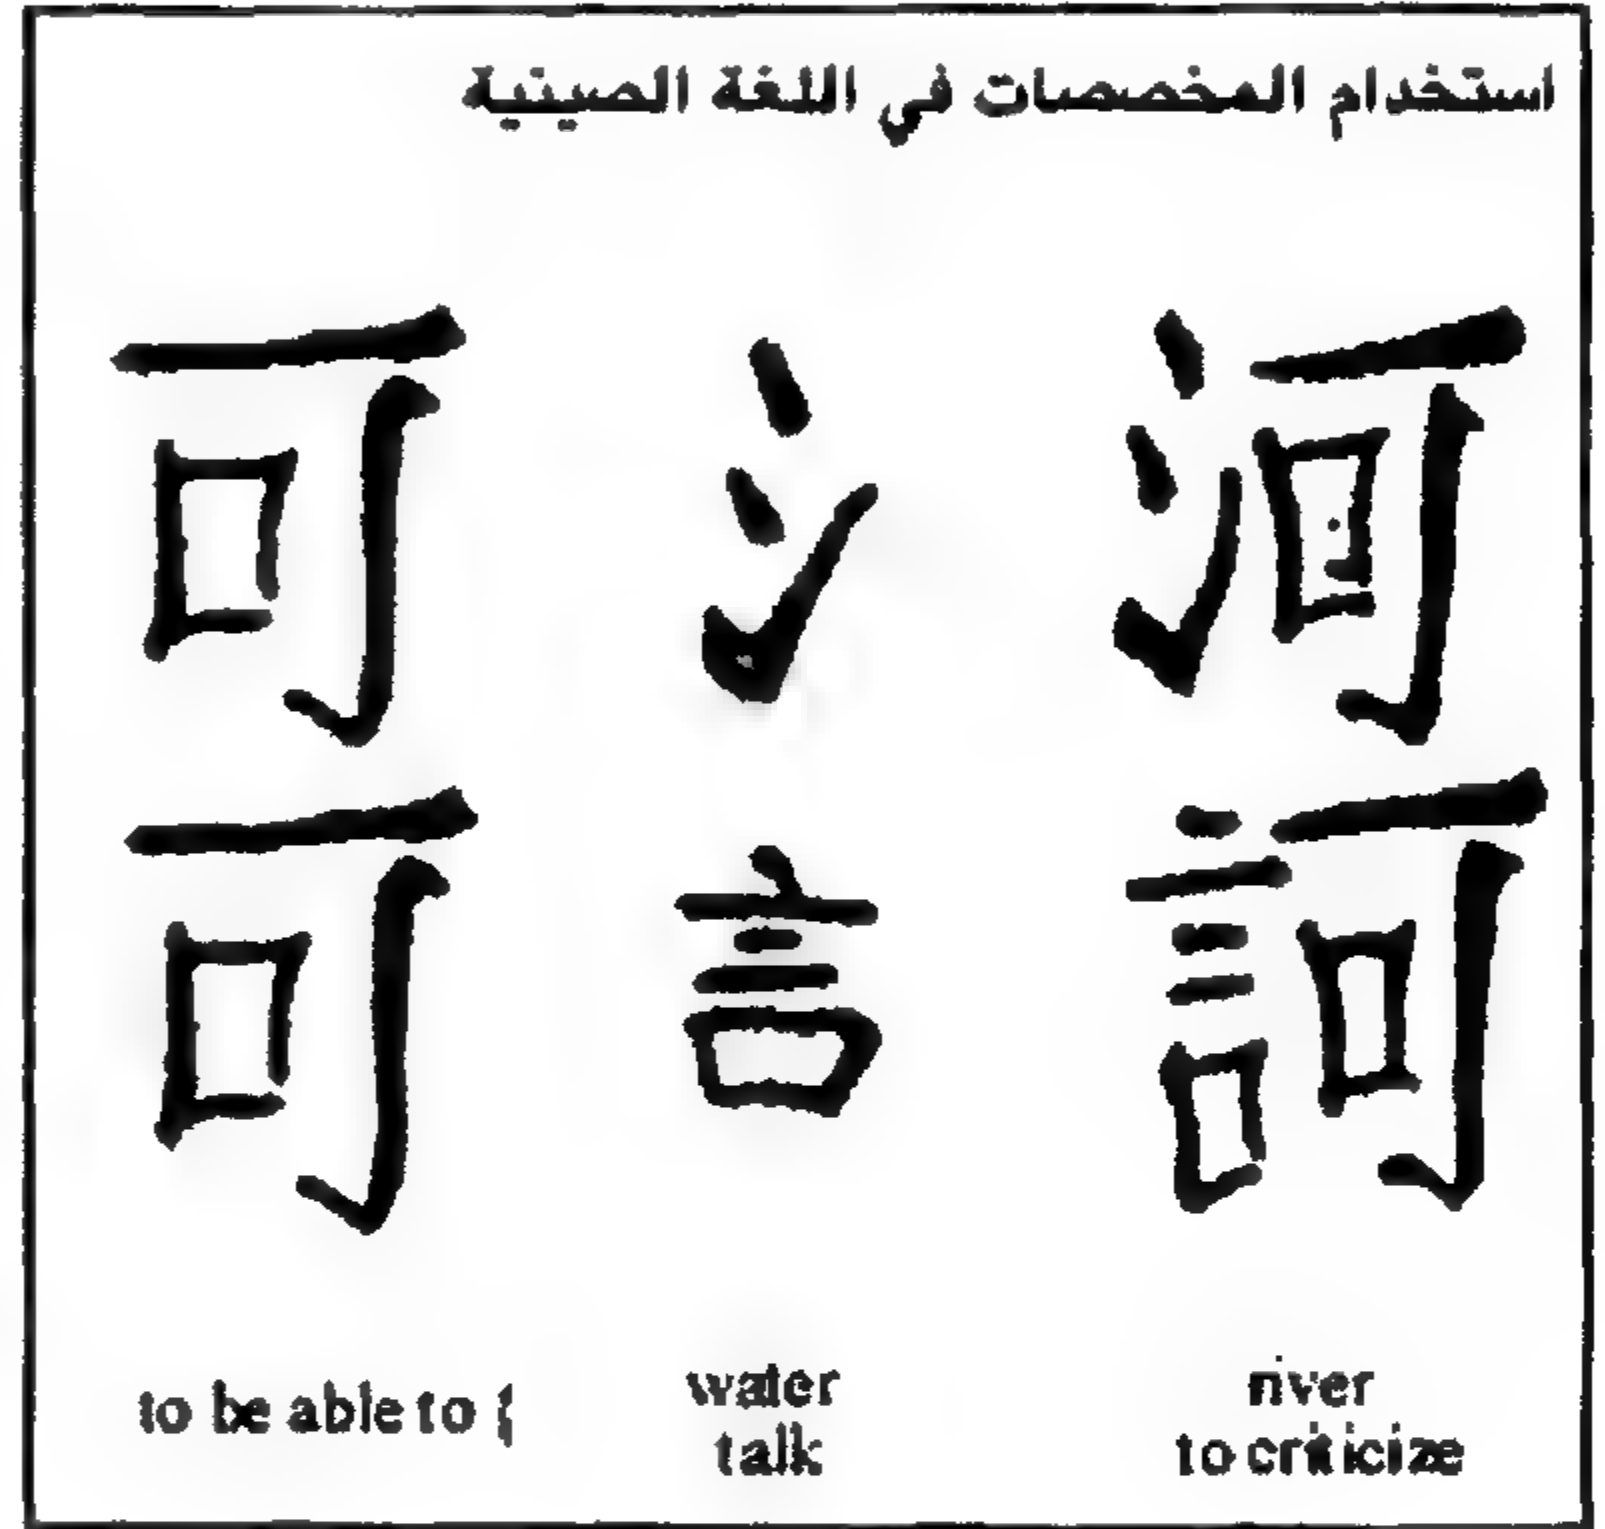 استخدام المخصصات في اللغة الصينية
可 氵 河
可 言 訶
to be able to {
water
talk
river
to criticize